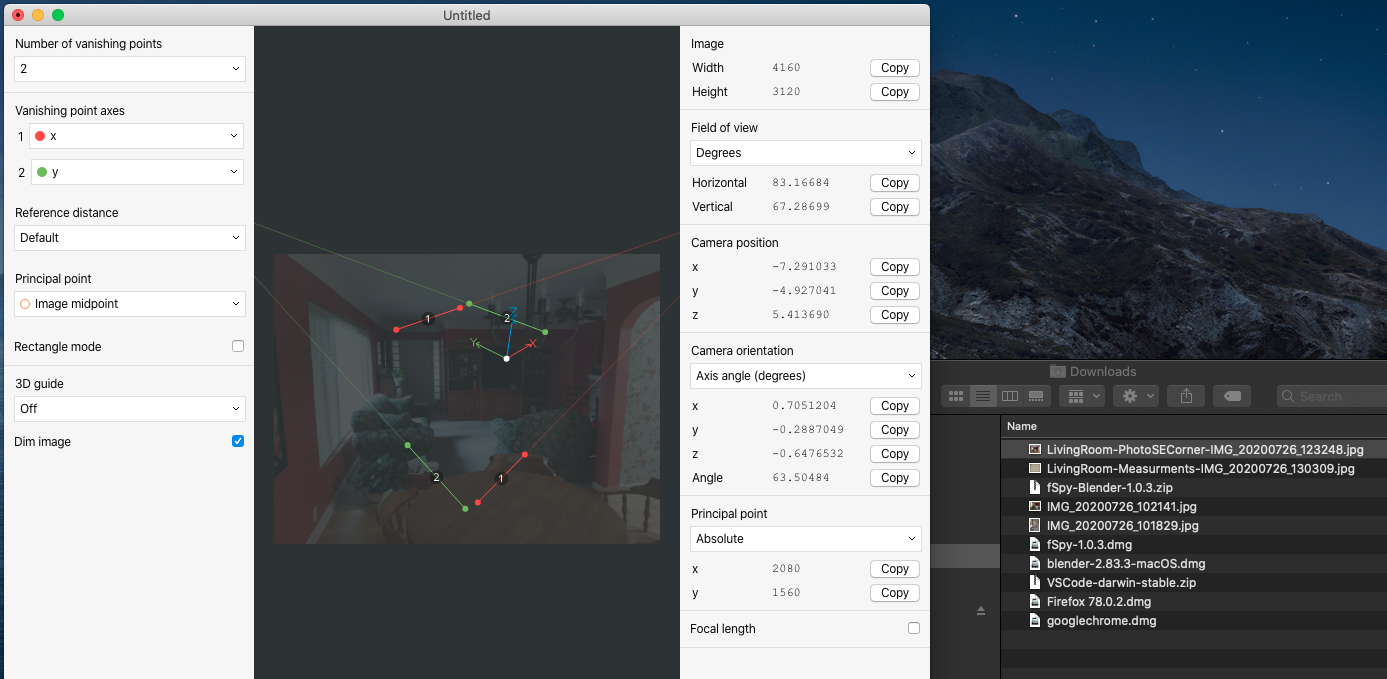 Untitled
Number of vanishing points
2
Vanishing point axes
1 x
2 y
Reference distance
Default
Principal point
Image midpoint
Rectangle mode
3D guide
Off
Dim image
1
2
Z
Y
X
2
1
Image
Width 4160 Copy
Height 3120 Copy
Field of view
Degrees
Horizontal 83.16684 Copy
Vertical 67.28699 Copy
Camera position
x -7.291033 Copy
y -4.927041 Copy
z 5.413690 Copy
Camera orientation
Axis angle (degrees)
x 0.7051204 Copy
y -0.2887049 Copy
z -0.6476532 Copy
Angle 63.50484 Copy
Principal point
Absolute
x 2080 Copy
y 1560 Copy
Focal length
Downloads
Search
Name
LivingRoom-PhotoSECorner-IMG_20200726_123248.jpg
LivingRoom-Measurments-IMG_20200726_130309.jpg
fSpy-Blender-1.0.3.zip
IMG_20200726_102141.jpg
IMG_20200726_101829.jpg
fSpy-1.0.3.dmg
blender-2.83.3-macOS.dmg
VSCode-darwin-stable.zip
Firefox 78.0.2.dmg
googlechrome.dmg